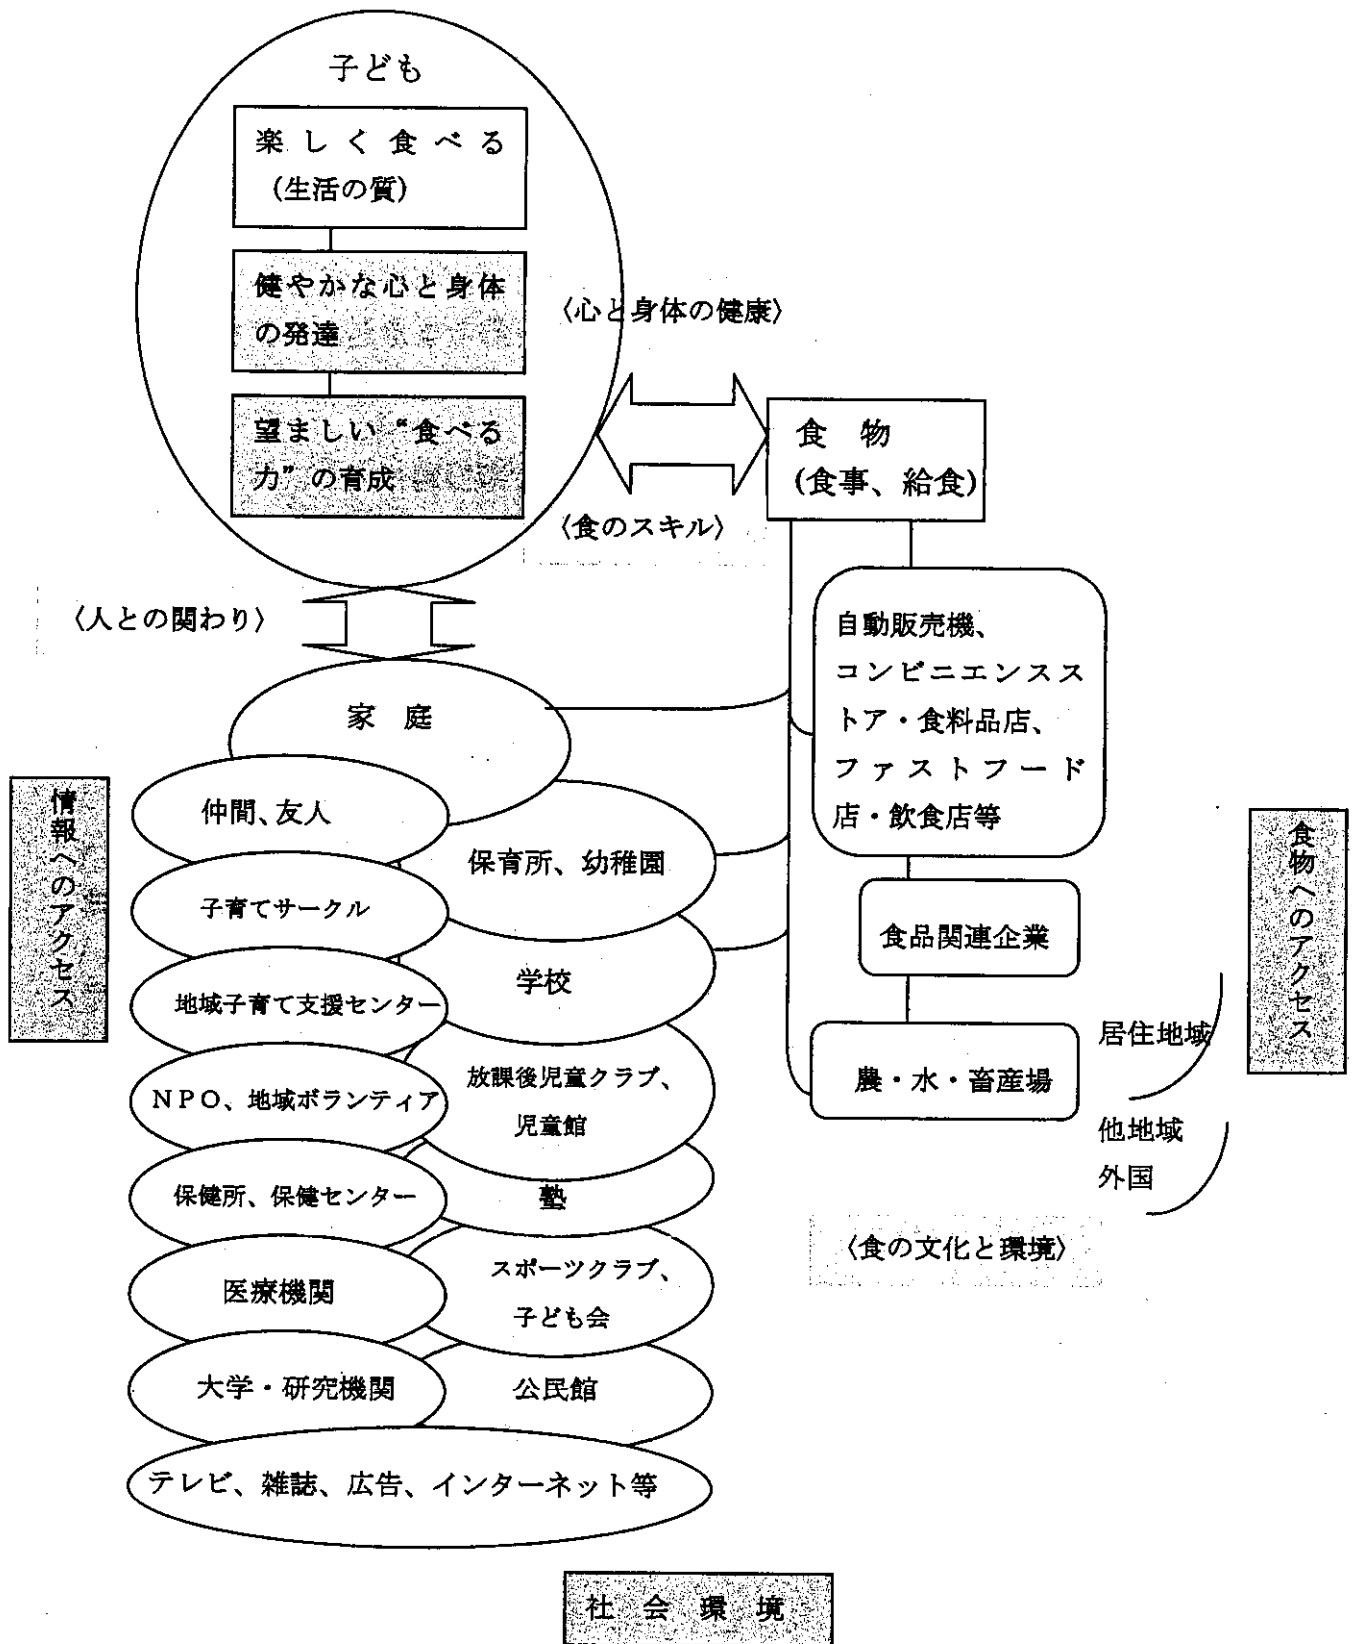 子ども
楽しく食べる
(生活の質)
健やかな心と身体
の発達
望ましい“食べる
力”の育成
〈心と身体の健康〉
〈食のスキル〉
食 物
(食事、給食)
〈人との関わり〉
家 庭
仲間、友人
保育所、幼稚園
子育てサークル
学校
地域子育て支援センター
放課後児童クラブ、
児童館
NPO、地域ボランティア
保健所、保健センター
塾
医療機関
スポーツクラブ、
子ども会
大学・研究機関
公民館
テレビ、雑誌、広告、インターネット等
自動販売機、
コンビニエンスス
トア・食料品店、
ファストフード
店・飲食店等
食品関連企業
農・水・畜産場
居住地域
他地域
外国
〈食の文化と環境〉
情報へのアクセス
食物へのアクセス
社 会 環 境